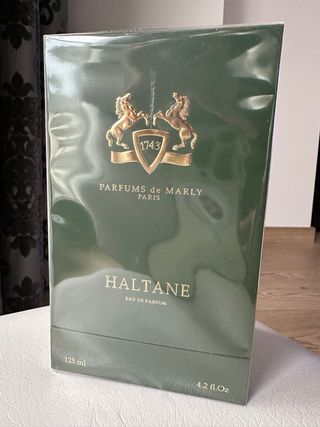 1743
PARFUMS de MARLY
PARIS
HALTANE
EAU DE PARFUM
125 ml
4.2 fl.Oz